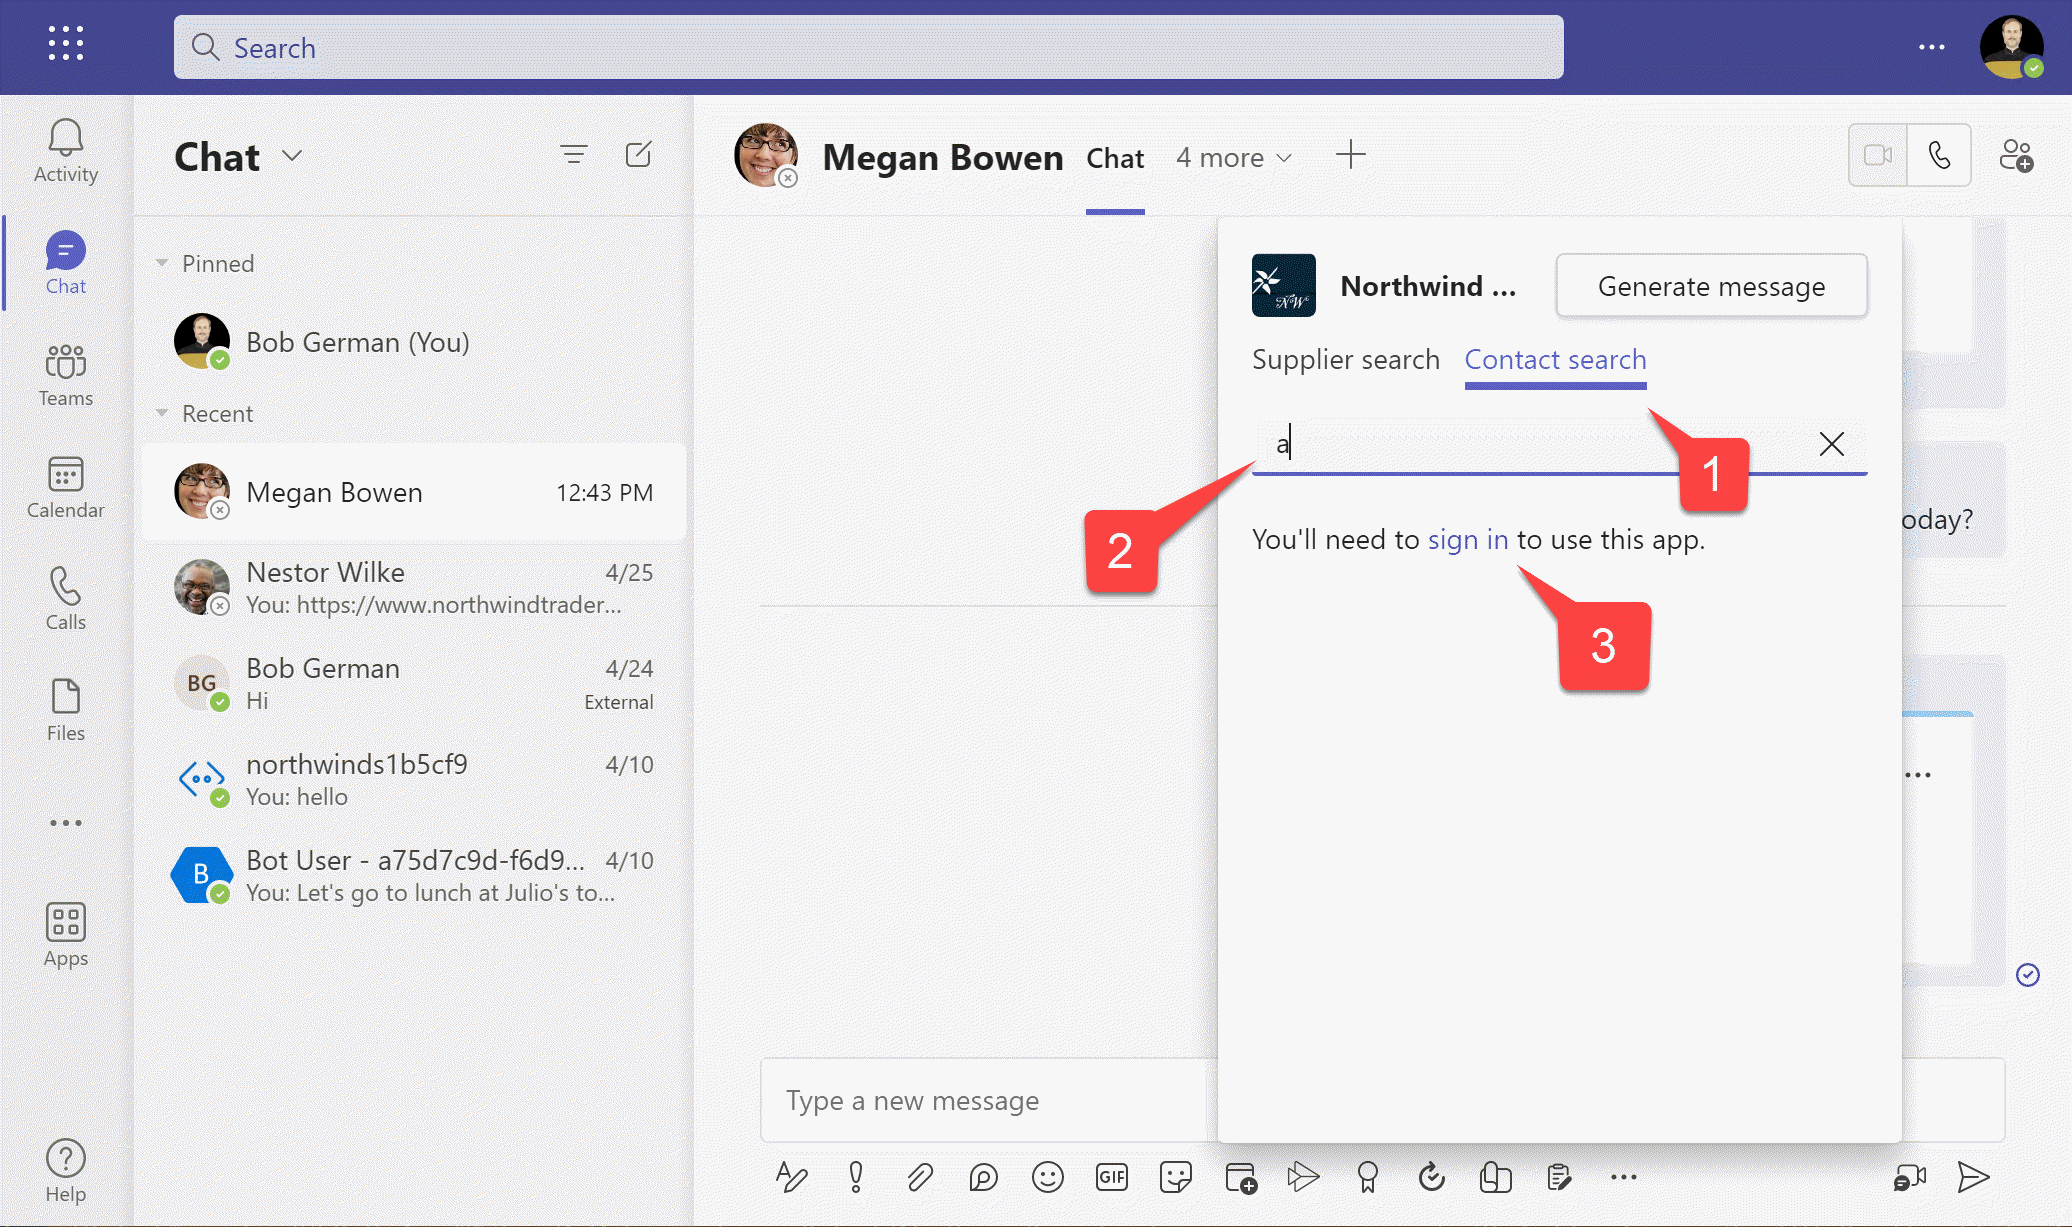 Search
Activity
Chat
Teams
Calendar
Calls
Files
Apps
Help
Chat
Pinned
Bob German (You)
Recent
Megan Bowen 12:43 PM
Nestor Wilke 4/25
You: https://www.northwindtrader...
BG
Bob German 4/24
Hi External
northwinds1b5cf9 4/10
You: hello
B
Bot User - a75d7c9d-f6d9... 4/10
You: Let's go to lunch at Julio's to...
Megan Bowen Chat 4 more
NW
Northwind ... Generate message
Supplier search Contact search
a
1
2
You'll need to sign in to use this app.
3
oday?
Type a new message
GIF